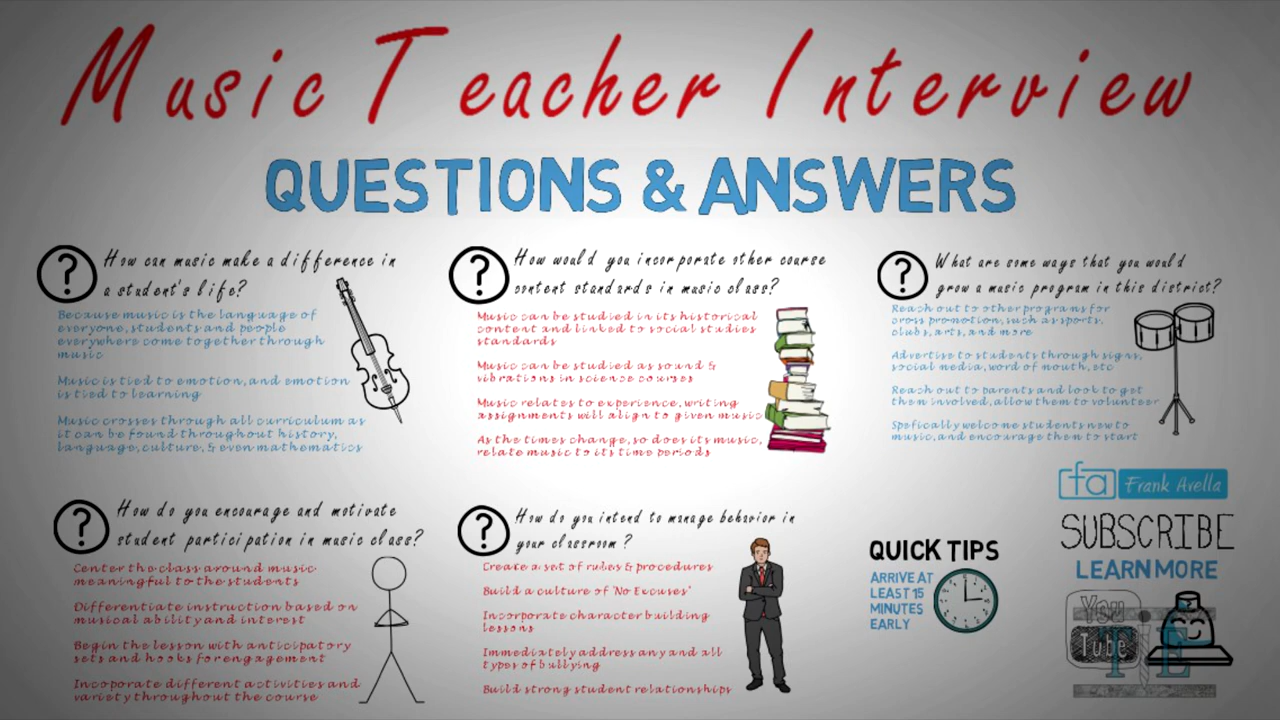 Music Teacher Interview
QUESTIONS & ANSWERS
? How can music make a difference in
a student's life?
Because music is the language of
everyone, students and people
everywhere come together through
music
Music is tied to emotion, and emotion
is tied to learning
Music crosses through all curriculum as
it can be found throughout history,
language, culture, & even mathematics
? How would you incorporate other course
content standards in music class?
Music can be studied in its historical
content and linked to social studies
standards
Music can be studied as sound &
vibrations in science courses
Music relates to experience, writing
assignments will align to given music
As the times change, so does its music,
relate music to its time periods
? What are some ways that you would
grow a music program in this district?
Reach out to other programs for
cross promotion, such as sports,
clubs, arts, and more
Advertise to students through signs,
social media, word of mouth, etc
Reach out to parents and look to get
them involved, allow them to volunteer
Spefically welcome students new to
music, and encourage them to start
? How do you encourage and motivate
student participation in music class?
Center the class around music
meaningful to the students
Differentiate instruction based on
musical ability and interest
Begin the lesson with anticipatory
sets and hooks for engagement
Incoporate different activities and
variety throughout the course
? How do you intend to manage behavior in
your classroom ?
Create a set of rules & procedures
Build a culture of 'No Excuses'
Incorporate character building
lessons
Immediately address any and all
types of bullying
Build strong student relationships
QUICK TIPS
ARRIVE AT
LEAST 15
MINUTES
EARLY
fa Frank Avella
SUBSCRIBE
LEARN MORE
You
Tube
TiE